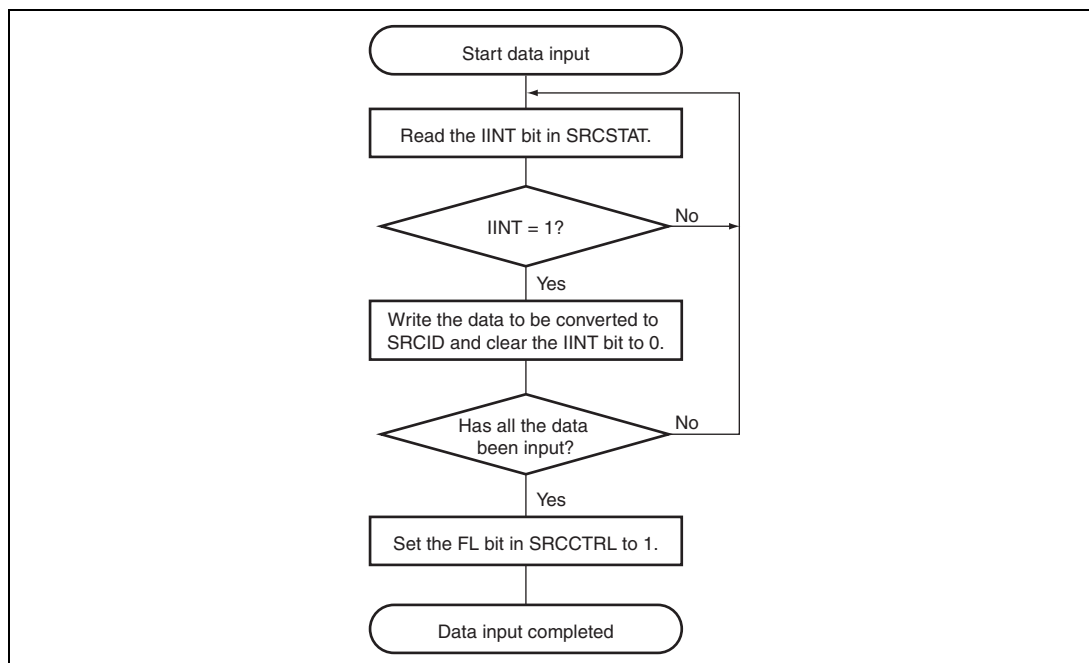 Start data input
Read the IINT bit in SRCSTAT.
IINT = 1?
No
Yes
Write the data to be converted to
SRCID and clear the IINT bit to 0.
Has all the data
been input?
No
Yes
Set the FL bit in SRCCTRL to 1.
Data input completed